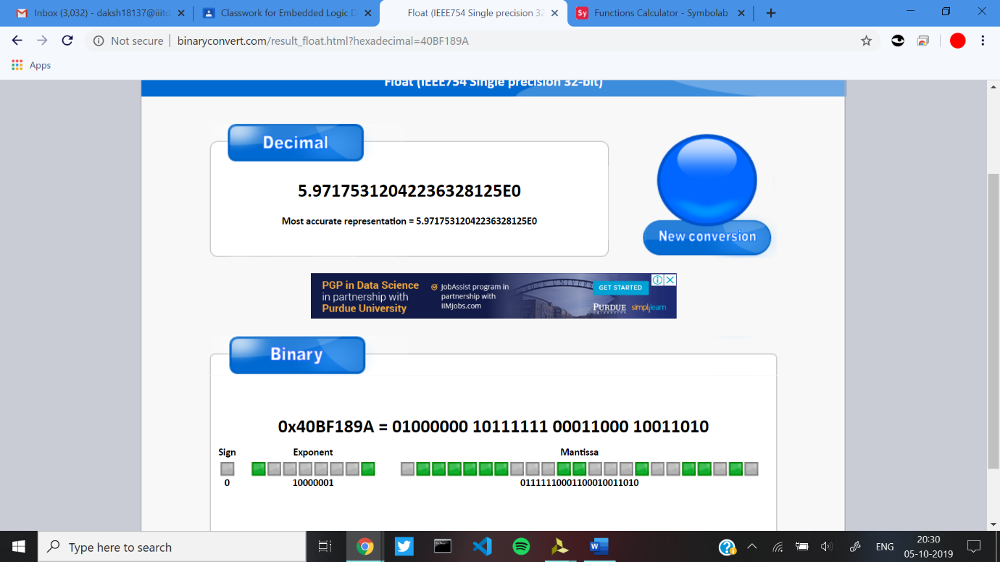 Inbox (3,032) - daksh18137@iiitd
Classwork for Embedded Logic D
Float (IEEE754 Single precision 32
Functions Calculator - Symbolab
Not secure | binaryconvert.com/result_float.html?hexadecimal=40BF189A
Apps
Float (IEEE754 Single precision 32-bit)
Decimal
5.97175312042236328125E0
Most accurate representation = 5.97175312042236328125E0
New conversion
PGP in Data Science
in partnership with
Purdue University
JobAssist program in
partnership with
IIMJobs.com
GET STARTED
PURDUE
UNIVERSITY
simplilearn
Binary
0x40BF189A = 01000000 10111111 00011000 10011010
Sign Exponent Mantissa
0 10000001 01111110001100010011010
Type here to search
ENG
20:30
05-10-2019